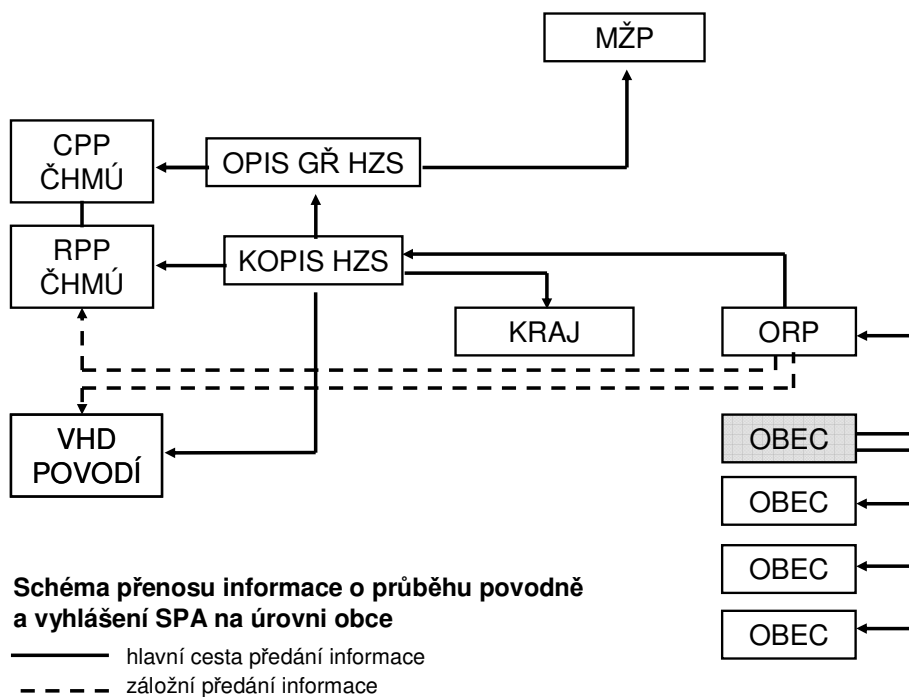 MŽP
CPP
ČHMÚ
OPIS GŘ HZS
RPP
ČHMÚ
KOPIS HZS
KRAJ
ORP
VHD
POVODÍ
OBEC
OBEC
OBEC
OBEC
Schéma přenosu informace o průběhu povodně
a vyhlášení SPA na úrovni obce
hlavní cesta předání informace
záložní předání informace